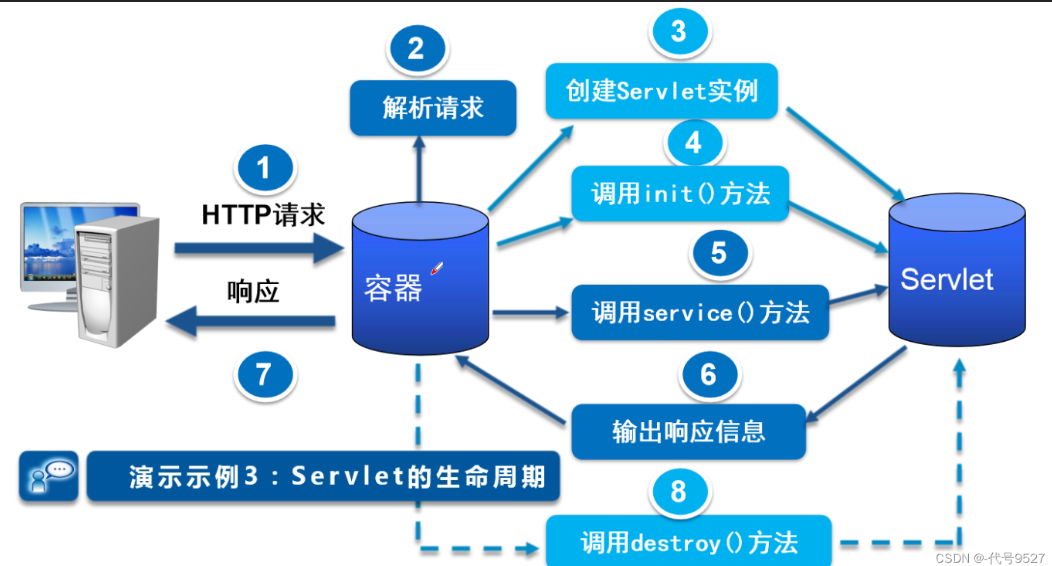 3
2
创建Servlet实例
解析请求
4
1
调用init()方法
HTTP请求
5
容器
Servlet
响应
调用service()方法
7
6
输出响应信息
演示示例3：Servlet的生命周期
8
调用destroy()方法
CSDN @-代号9527